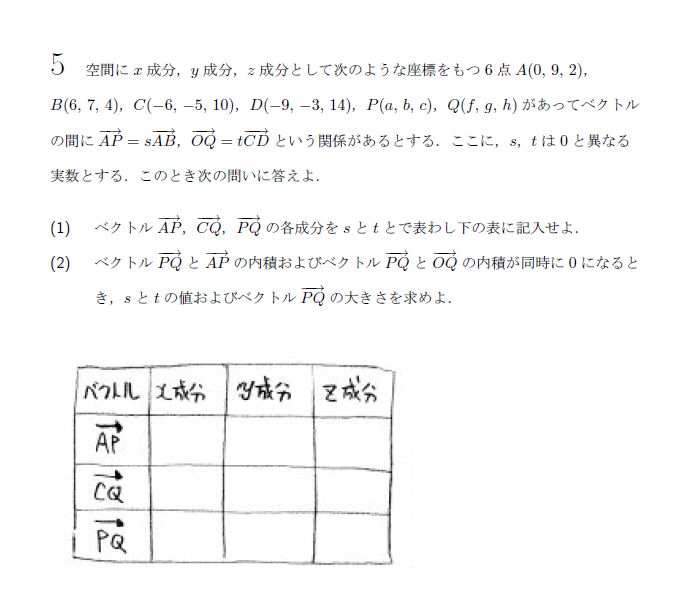 5 空間に x 成分，y 成分，z 成分として次のような座標をもつ 6 点 A(0, 9, 2)，
B(6, 7, 4)，C(−6, −5, 10)，D(−9, −3, 14)，P(a, b, c)，Q(f, g, h) があってベクトル
の間に \overrightarrow{AP} = s\overrightarrow{AB}，\overrightarrow{OQ} = t\overrightarrow{CD} という関係があるとする．ここに，s，t は 0 と異なる
実数とする．このとき次の問いに答えよ．
(1) ベクトル \overrightarrow{AP}，\overrightarrow{CQ}，\overrightarrow{PQ} の各成分を s と t とで表わし下の表に記入せよ．
(2) ベクトル \overrightarrow{PQ} と \overrightarrow{AP} の内積およびベクトル \overrightarrow{PQ} と \overrightarrow{OQ} の内積が同時に 0 になると
き，s と t の値およびベクトル \overrightarrow{PQ} の大きさを求めよ．
ベクトル x成分 y成分 z成分
\overrightarrow{AP}
\overrightarrow{CQ}
\overrightarrow{PQ}